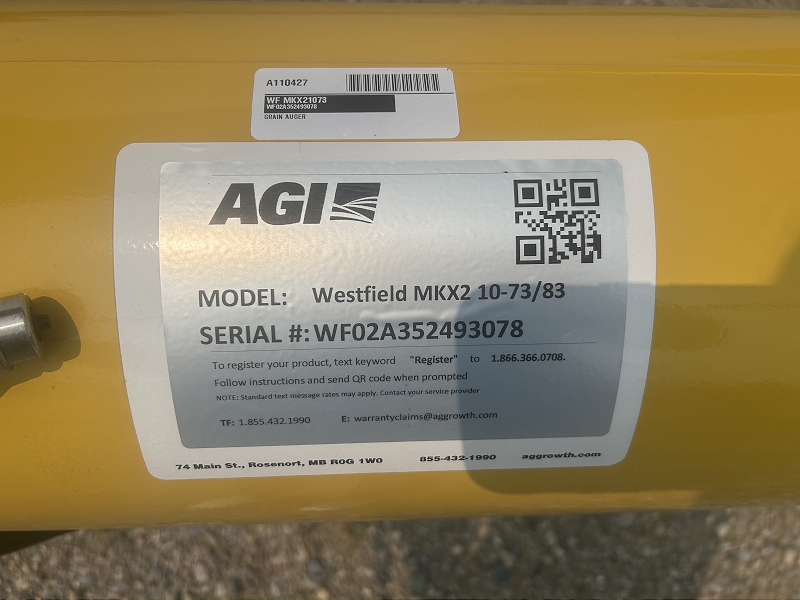 A110427
WF MKX21073
WF02A352493078
GRAIN AUGER
AGI
MODEL: Westfield MKX2 10-73/83
SERIAL #: WF02A352493078
To register your product, text keyword "Register" to 1.866.366.0708.
Follow instructions and send QR code when prompted
NOTE: Standard text message rates may apply. Contact your service provider
TF: 1.855.432.1990 E: warrantyclaims@aggrowth.com
74 Main St., Rosenort, MB R0G 1W0 855-432-1990 aggrowth.com